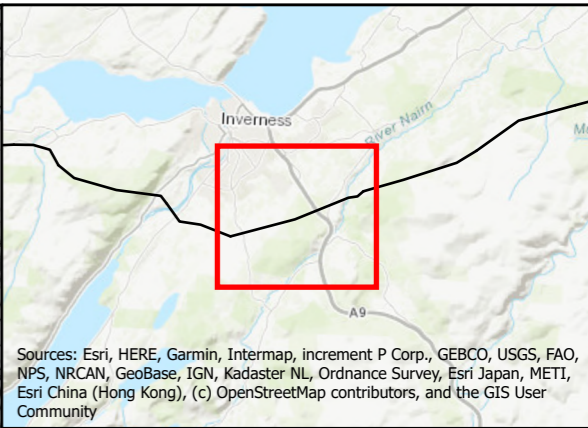 Inverness
River Nairn
A9
Sources: Esri, HERE, Garmin, Intermap, increment P Corp., GEBCO, USGS, FAO,
NPS, NRCAN, GeoBase, IGN, Kadaster NL, Ordnance Survey, Esri Japan, METI,
Esri China (Hong Kong), (c) OpenStreetMap contributors, and the GIS User
Community